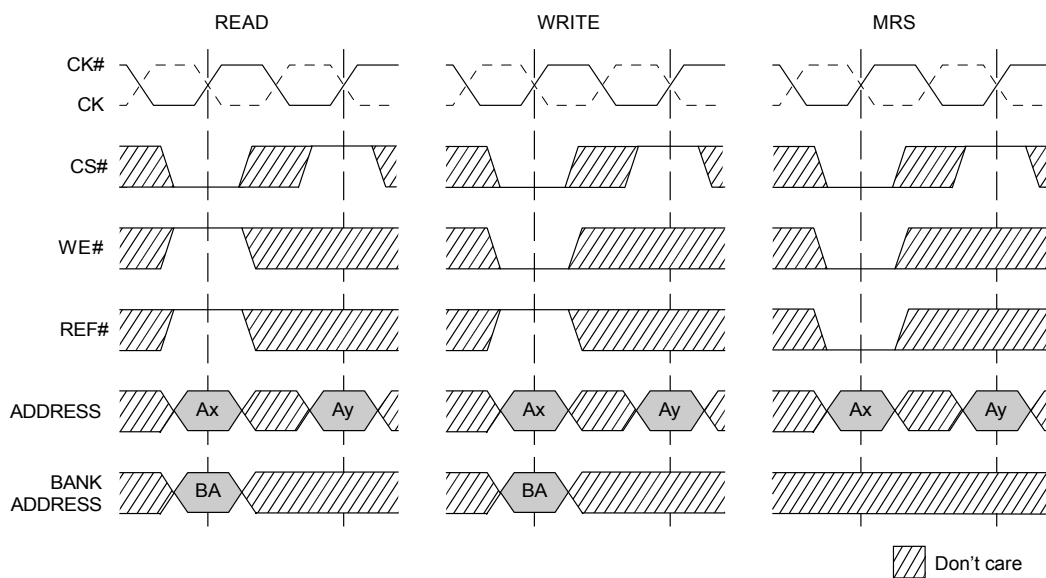 READ WRITE MRS
CK#
CK
CS#
WE#
REF#
ADDRESS Ax Ay Ax Ay Ax Ay
BANK
ADDRESS BA BA
Don't care